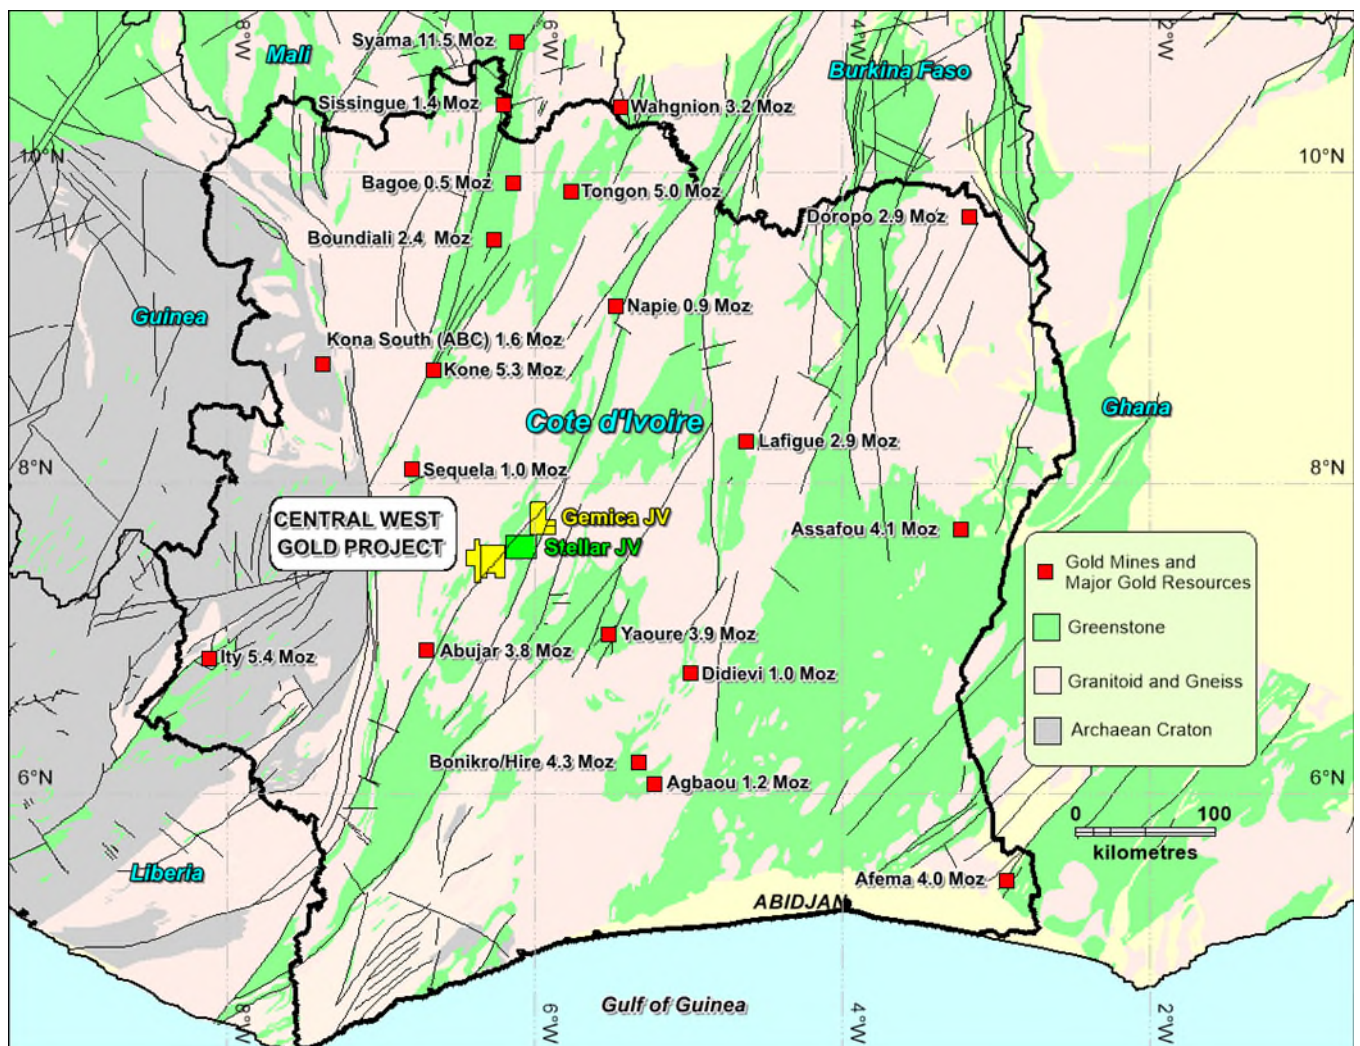 8°W
6°W
4°W
2°W
Mali
Syama 11.5 Moz
Burkina Faso
Sissingue 1.4 Moz
Wahgnion 3.2 Moz
10°N
10°N
Bagoe 0.5 Moz
Tongon 5.0 Moz
Doropo 2.9 Moz
Boundiali 2.4 Moz
Guinea
Napie 0.9 Moz
Kona South (ABC) 1.6 Moz
Kone 5.3 Moz
Cote d'Ivoire
Ghana
Lafigue 2.9 Moz
8°N
8°N
Sequela 1.0 Moz
CENTRAL WEST
GOLD PROJECT
Gemica JV
Stellar JV
Assafou 4.1 Moz
Gold Mines and
Major Gold Resources
Greenstone
Granitoid and Gneiss
Archaean Craton
Yaoure 3.9 Moz
Abujar 3.8 Moz
Ity 5.4 Moz
Didievi 1.0 Moz
Bonikro/Hire 4.3 Moz
Agbaou 1.2 Moz
6°N
6°N
0 100
kilometres
Liberia
Afema 4.0 Moz
ABIDJAN
Gulf of Guinea
8°W
6°W
4°W
2°W